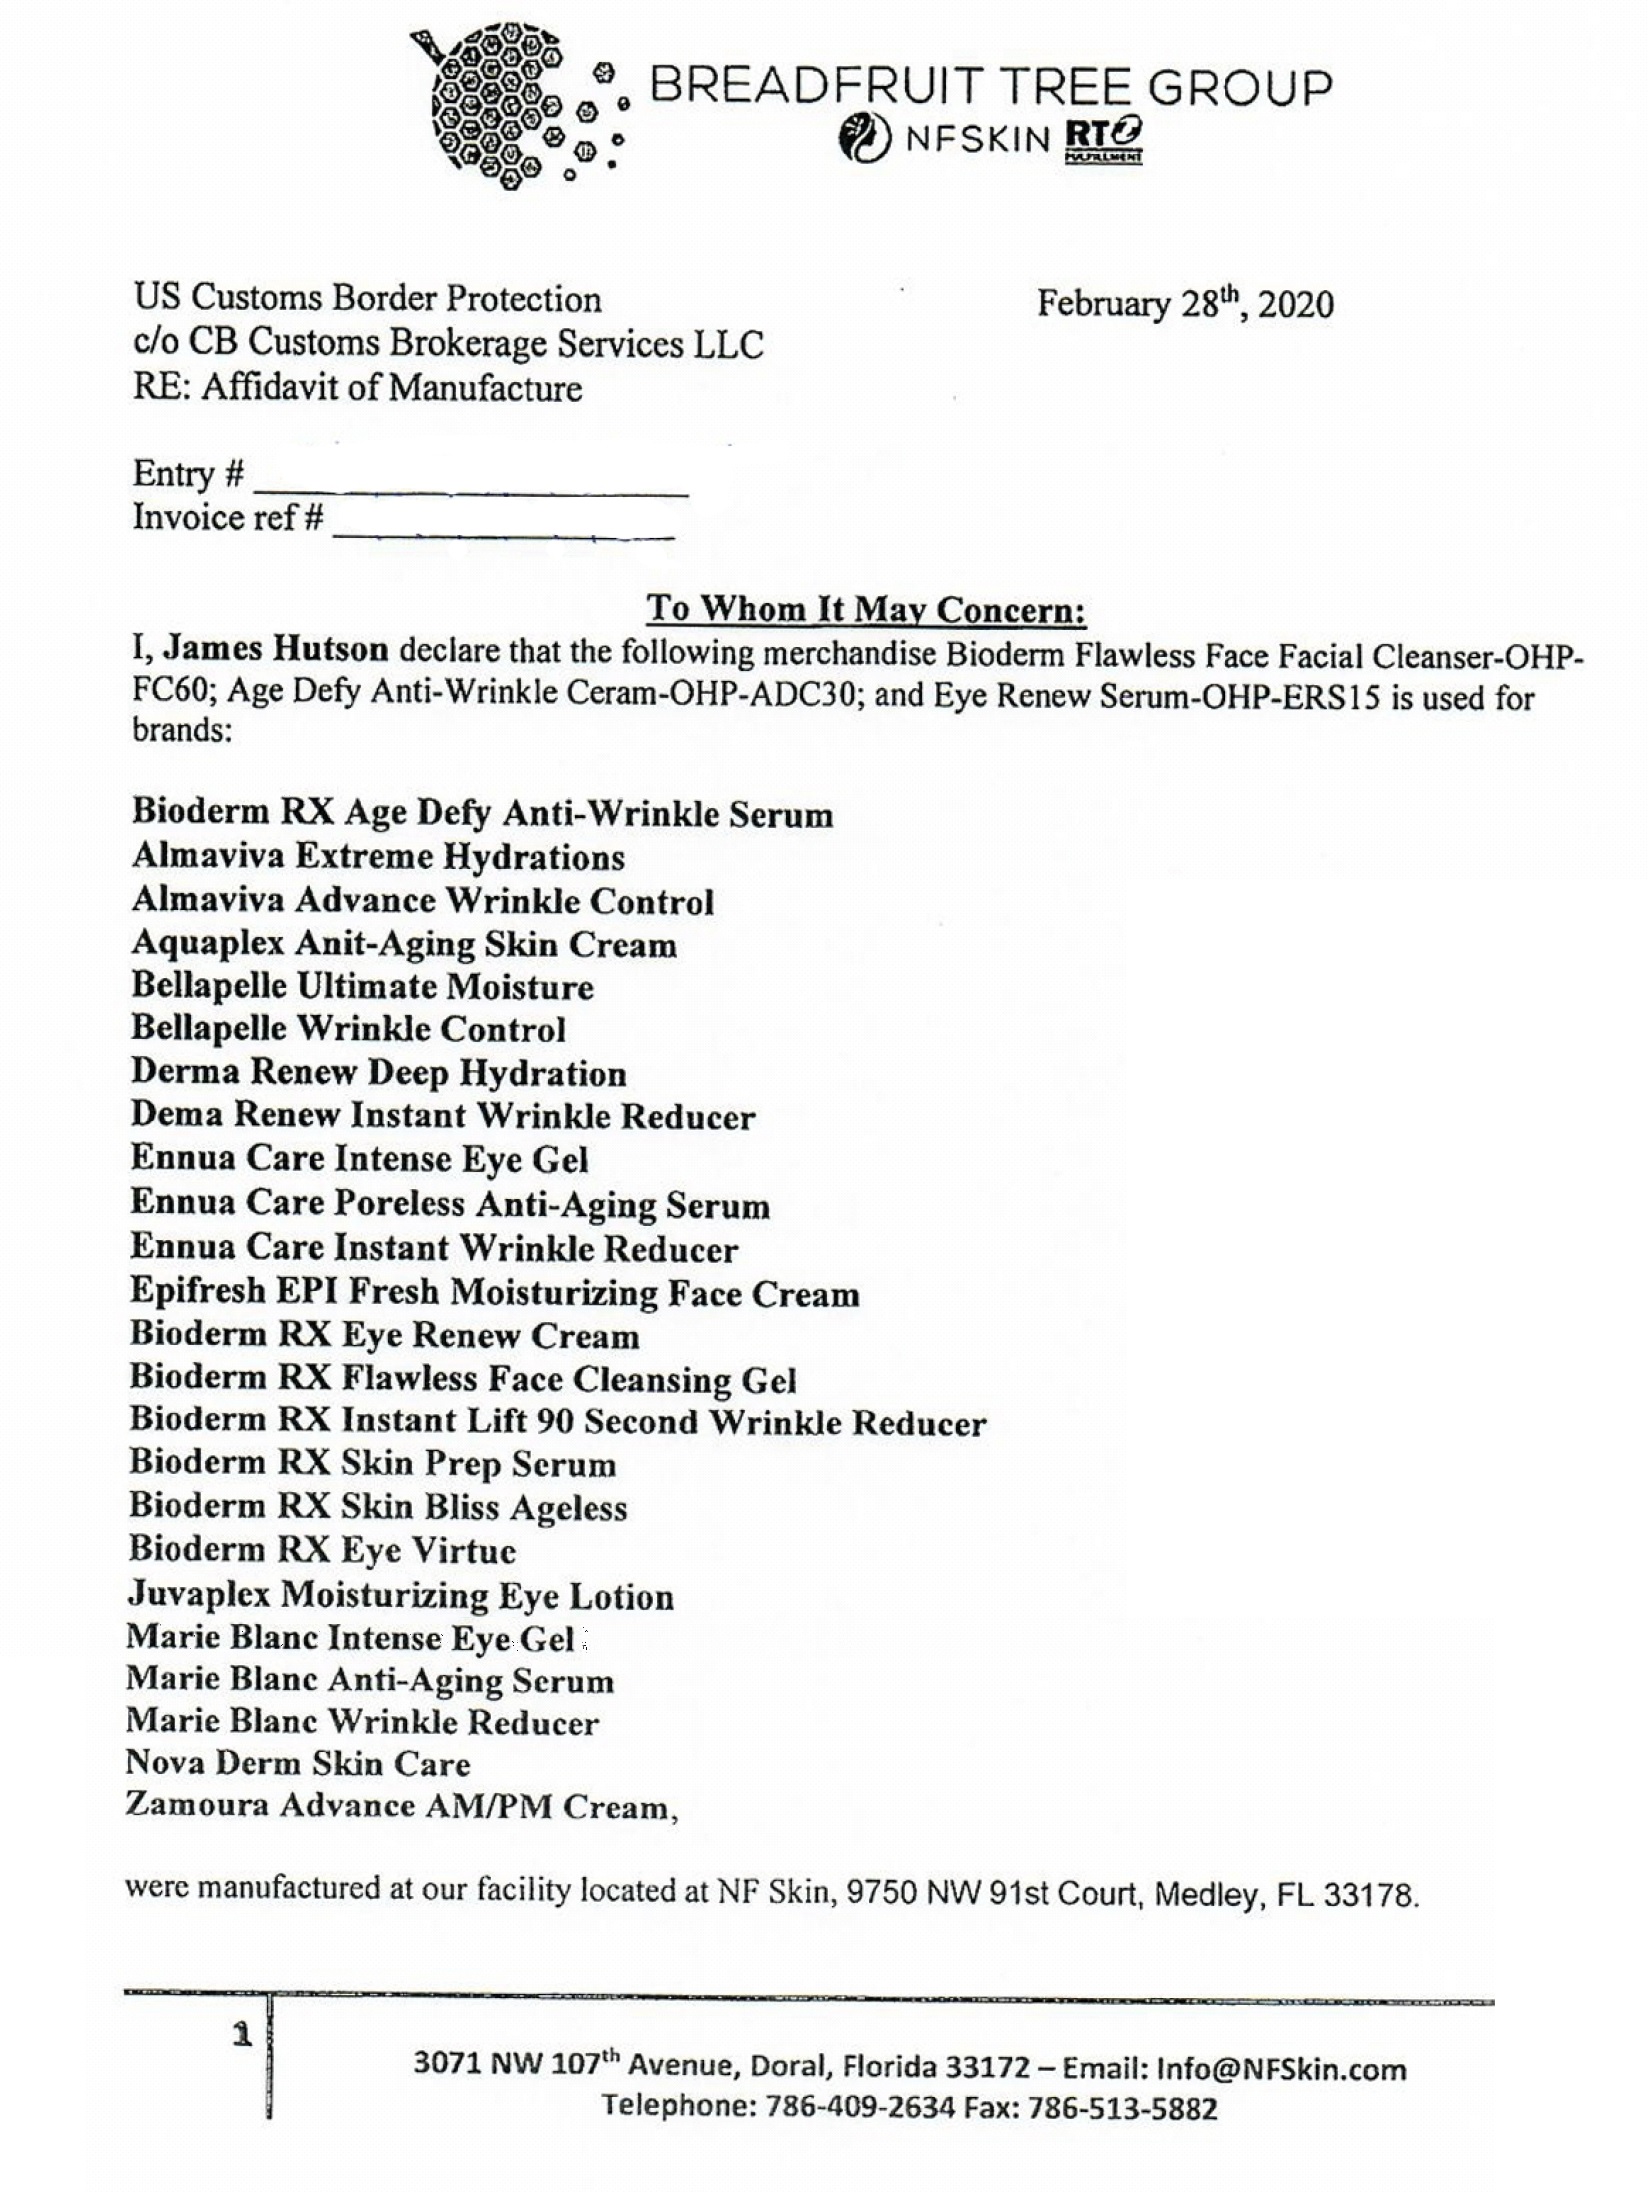 BREADFRUIT TREE GROUP
NFSKIN RTO
FULFILLMENT
US Customs Border Protection
February 28th, 2020
c/o CB Customs Brokerage Services LLC
RE: Affidavit of Manufacture
Entry #
Invoice ref #
To Whom It May Concern:
I, James Hutson declare that the following merchandise Bioderm Flawless Face Facial Cleanser-OHP-
FC60; Age Defy Anti-Wrinkle Ceram-OHP-ADC30; and Eye Renew Serum-OHP-ERS15 is used for
brands:
Bioderm RX Age Defy Anti-Wrinkle Serum
Almaviva Extreme Hydrations
Almaviva Advance Wrinkle Control
Aquaplex Anit-Aging Skin Cream
Bellapelle Ultimate Moisture
Bellapelle Wrinkle Control
Derma Renew Deep Hydration
Dema Renew Instant Wrinkle Reducer
Ennua Care Intense Eye Gel
Ennua Care Poreless Anti-Aging Serum
Ennua Care Instant Wrinkle Reducer
Epifresh EPI Fresh Moisturizing Face Cream
Bioderm RX Eye Renew Cream
Bioderm RX Flawless Face Cleansing Gel
Bioderm RX Instant Lift 90 Second Wrinkle Reducer
Bioderm RX Skin Prep Serum
Bioderm RX Skin Bliss Ageless
Bioderm RX Eye Virtue
Juvaplex Moisturizing Eye Lotion
Marie Blanc Intense Eye Gel
Marie Blanc Anti-Aging Serum
Marie Blanc Wrinkle Reducer
Nova Derm Skin Care
Zamoura Advance AM/PM Cream,
were manufactured at our facility located at NF Skin, 9750 NW 91st Court, Medley, FL 33178.
1
3071 NW 107th Avenue, Doral, Florida 33172 – Email: Info@NFSkin.com
Telephone: 786-409-2634 Fax: 786-513-5882